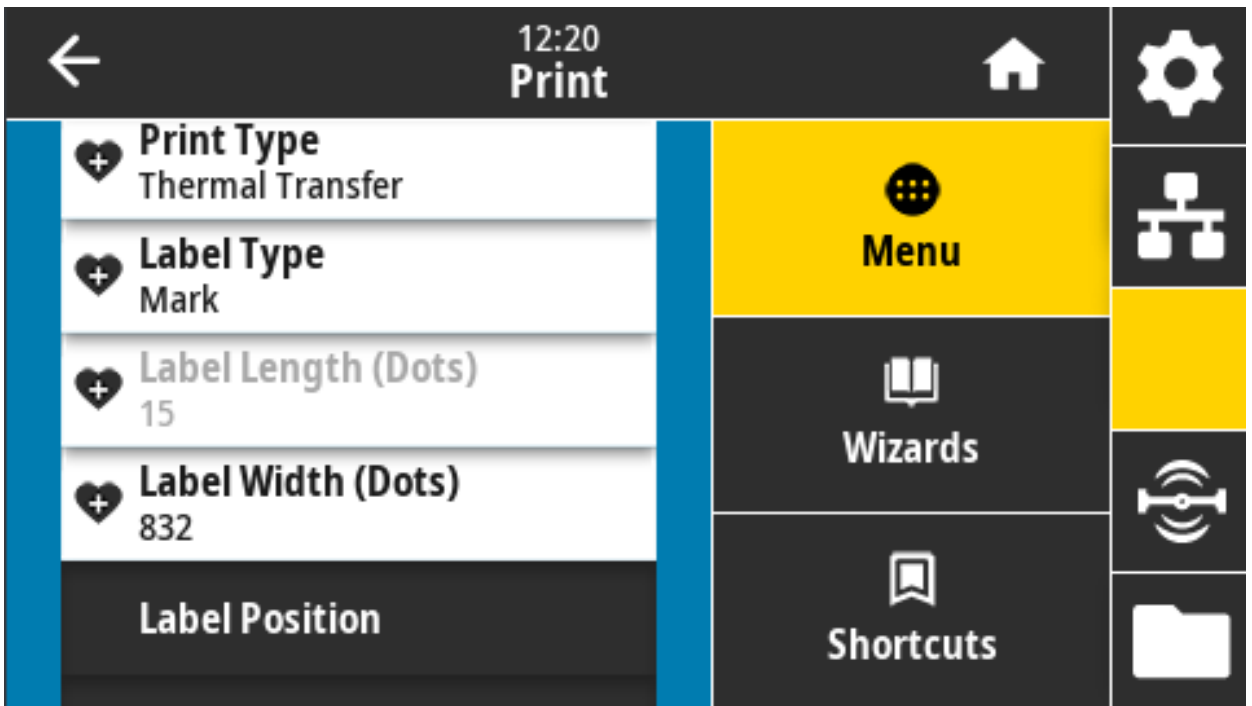 12:20
Print
Print Type
Thermal Transfer
Label Type
Mark
Label Length (Dots)
15
Label Width (Dots)
832
Label Position
Menu
Wizards
Shortcuts